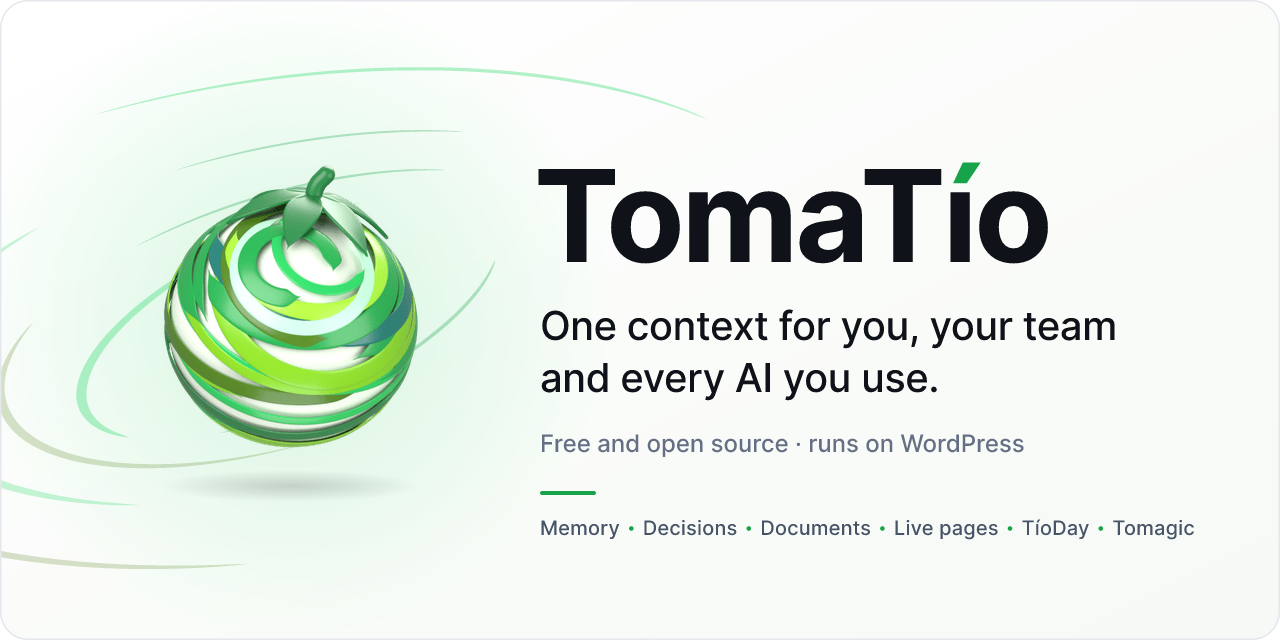 TomaTío
One context for you, your team
and every AI you use.
Free and open source · runs on WordPress
Memory • Decisions • Documents • Live pages • TíoDay • Tomagic